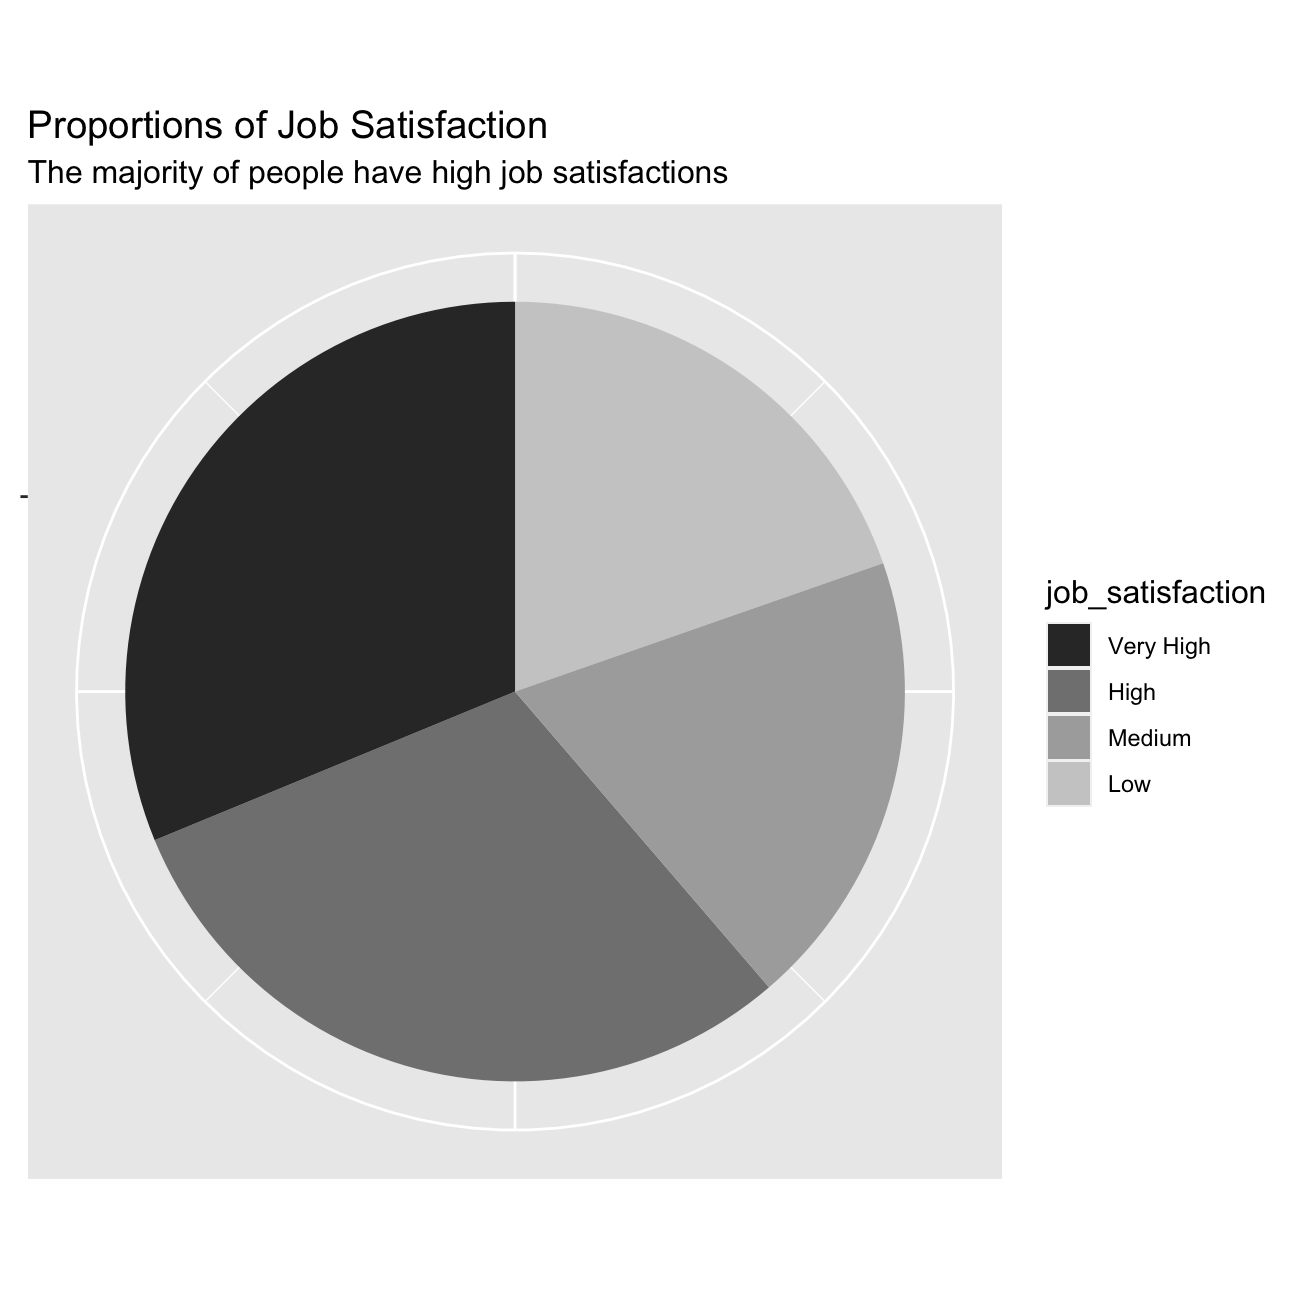 Proportions of Job Satisfaction
The majority of people have high job satisfactions
-
job_satisfaction
Very High
High
Medium
Low